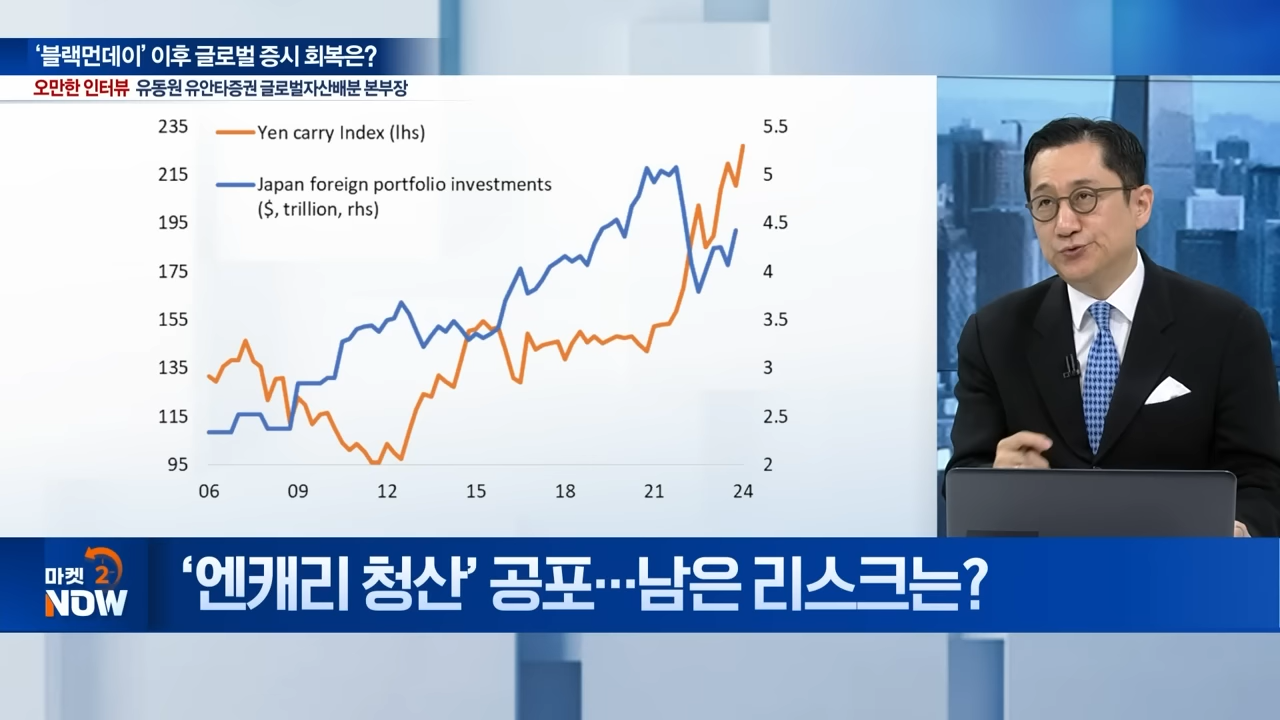 ‘블랙먼데이’ 이후 글로벌 증시 회복은?
오만한 인터뷰 유동원 유안타증권 글로벌자산배분 본부장
235
215
195
175
155
135
115
95
Yen carry Index (lhs)
Japan foreign portfolio investments
($, trillion, rhs)
5.5
5
4.5
4
3.5
3
2.5
2
06 09 12 15 18 21 24
마켓 2
NOW
‘엔캐리 청산’ 공포…남은 리스크는?